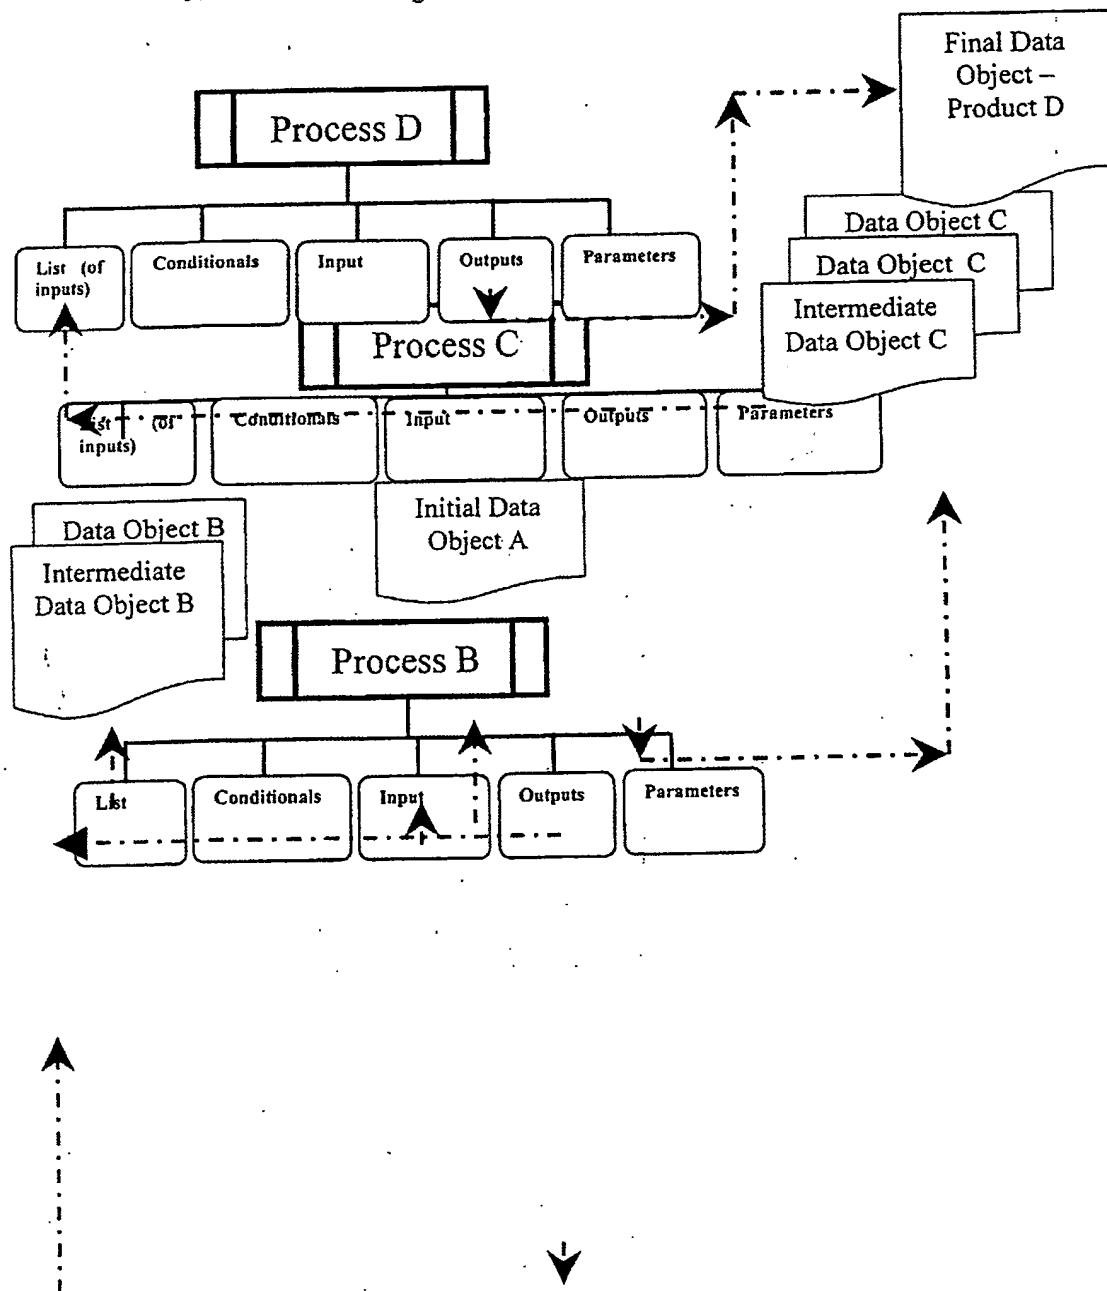 Final Data
Object –
Product D
Process D
Data Object C
List (of
inputs)
Conditionals
Input
Outputs
Parameters
Data Object C
Intermediate
Data Object C
Process C
List (of
inputs)
Conditionals
Input
Outputs
Parameters
Initial Data
Object A
Data Object B
Intermediate
Data Object B
Process B
List
Conditionals
Input
Outputs
Parameters